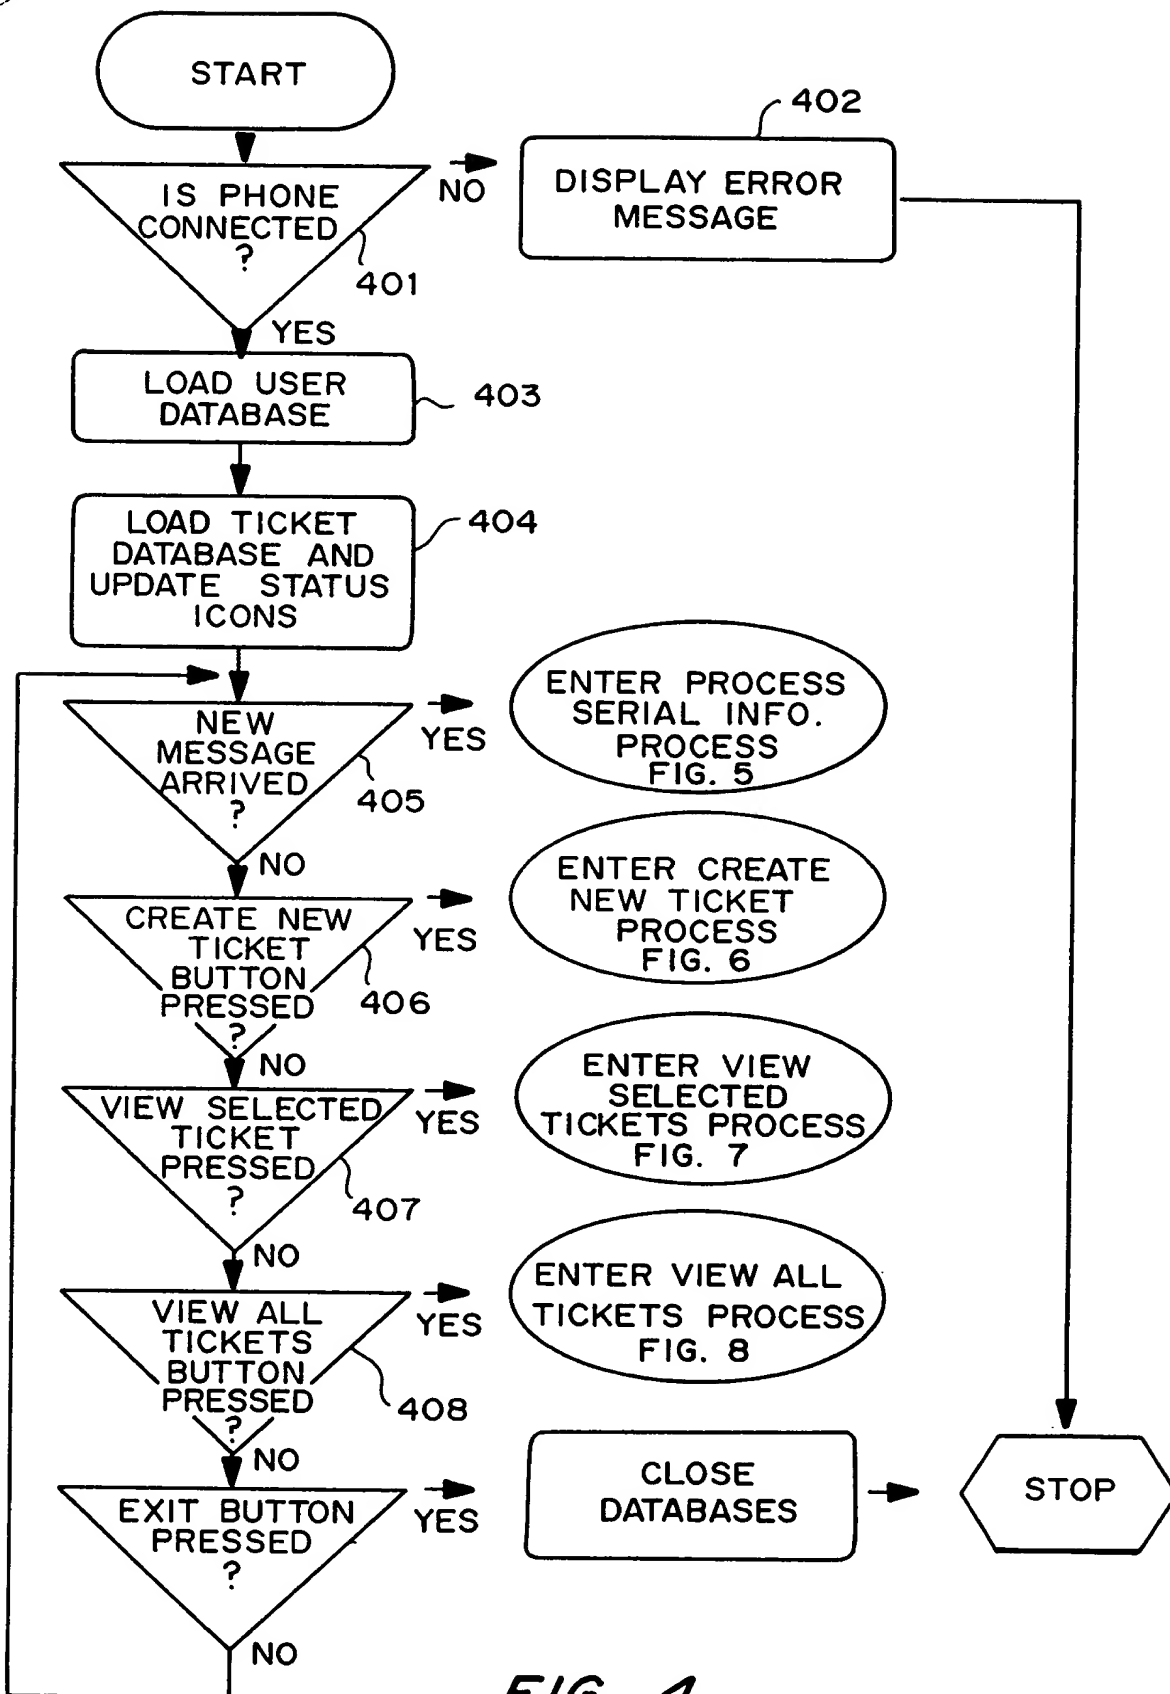 START
402
IS PHONE
CONNECTED
?
401
NO
DISPLAY ERROR
MESSAGE
YES
LOAD USER
DATABASE
403
LOAD TICKET
DATABASE AND
UPDATE STATUS
ICONS
404
NEW
MESSAGE
ARRIVED
?
405
YES
ENTER PROCESS
SERIAL INFO.
PROCESS
FIG. 5
NO
CREATE NEW
TICKET
BUTTON
PRESSED
?
406
YES
ENTER CREATE
NEW TICKET
PROCESS
FIG. 6
NO
VIEW SELECTED
TICKET
PRESSED
?
407
YES
ENTER VIEW
SELECTED
TICKETS PROCESS
FIG. 7
NO
VIEW ALL
TICKETS
BUTTON
PRESSED
?
408
YES
ENTER VIEW ALL
TICKETS PROCESS
FIG. 8
NO
EXIT BUTTON
PRESSED
?
YES
CLOSE
DATABASES
STOP
NO
FIG. 4